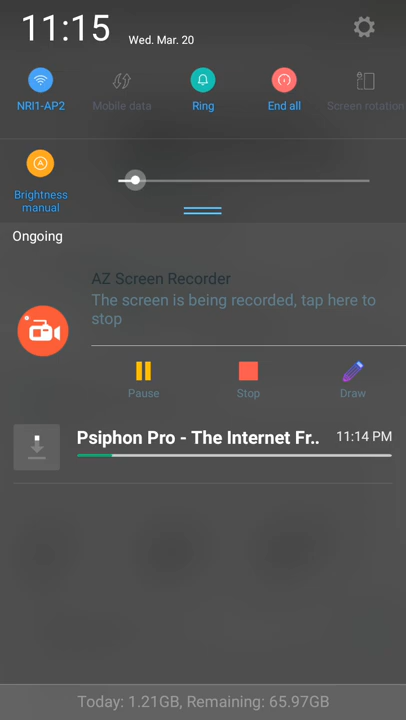 11:15 Wed. Mar. 20
NRI1-AP2 Mobile data Ring End all Screen rotation
Brightness
manual
Ongoing
AZ Screen Recorder
The screen is being recorded, tap here to
stop
Pause Stop Draw
Psiphon Pro - The Internet Fr.. 11:14 PM
Today: 1.21GB, Remaining: 65.97GB